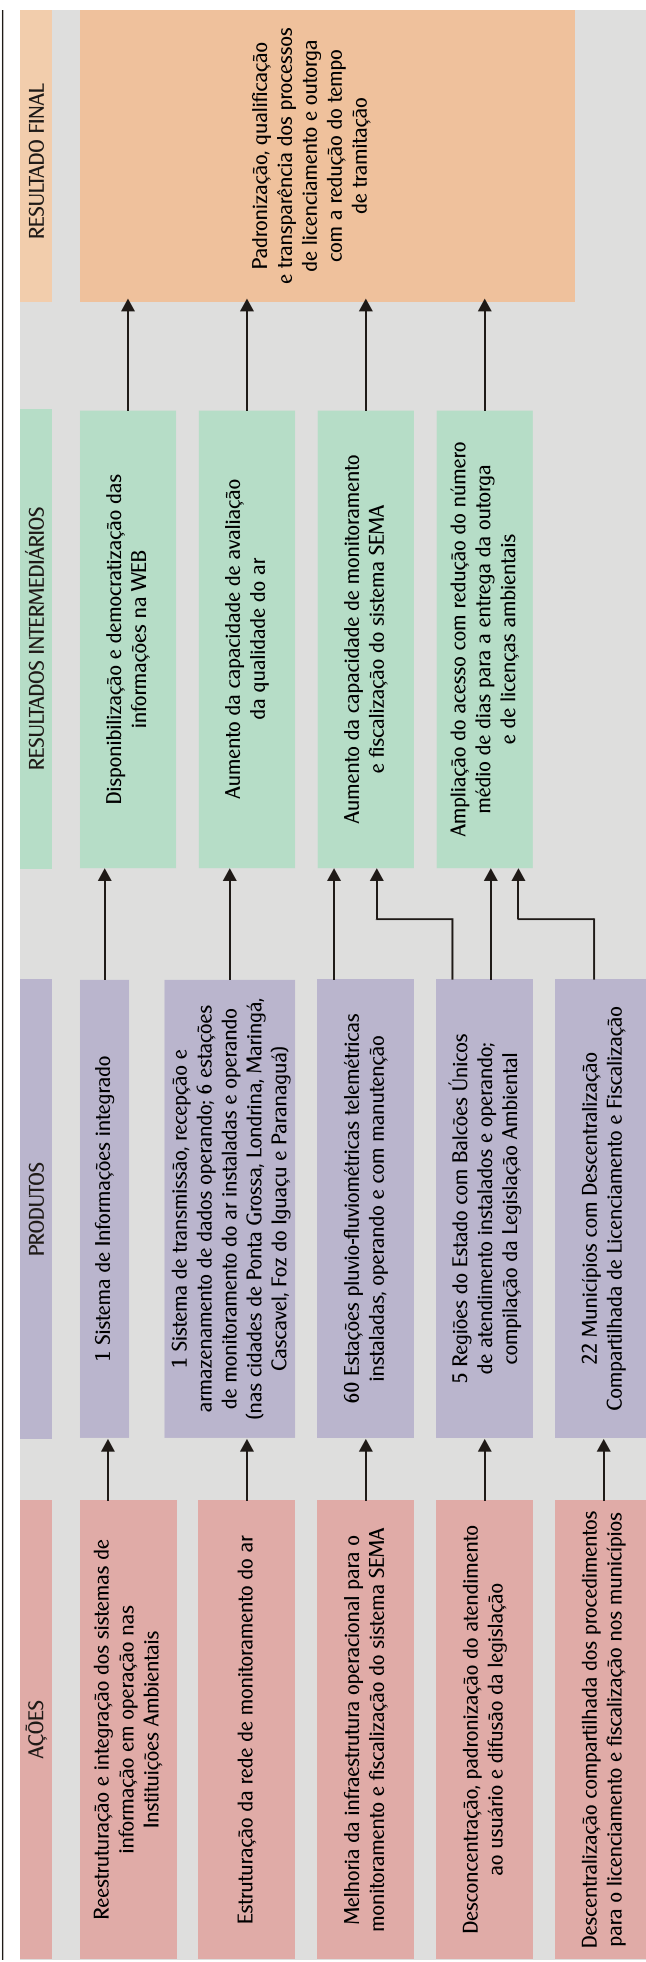 AÇÕES
PRODUTOS
RESULTADOS INTERMEDIÁRIOS
RESULTADO FINAL
Reestruturação e integração dos sistemas de
informação em operação nas
Instituições Ambientais
1 Sistema de Informações integrado
Disponibilização e democratização das
informações na WEB
Padronização, qualificação
e transparência dos processos
de licenciamento e outorga
com a redução do tempo
de tramitação
Estruturação da rede de monitoramento do ar
1 Sistema de transmissão, recepção e
armazenamento de dados operando; 6 estações
de monitoramento do ar instaladas e operando
(nas cidades de Ponta Grossa, Londrina, Maringá,
Cascavel, Foz do Iguaçu e Paranaguá)
Aumento da capacidade de avaliação
da qualidade do ar
Melhoria da infraestrutura operacional para o
monitoramento e fiscalização do sistema SEMA
60 Estações pluvio-fluviométricas telemétricas
instaladas, operando e com manutenção
Aumento da capacidade de monitoramento
e fiscalização do sistema SEMA
Desconcentração, padronização do atendimento
ao usuário e difusão da legislação
5 Regiões do Estado com Balcões Únicos
de atendimento instalados e operando;
compilação da Legislação Ambiental
Ampliação do acesso com redução do número
médio de dias para a entrega da outorga
e de licenças ambientais
Descentralização compartilhada dos procedimentos
para o licenciamento e fiscalização nos municípios
22 Municípios com Descentralização
Compartilhada de Licenciamento e Fiscalização